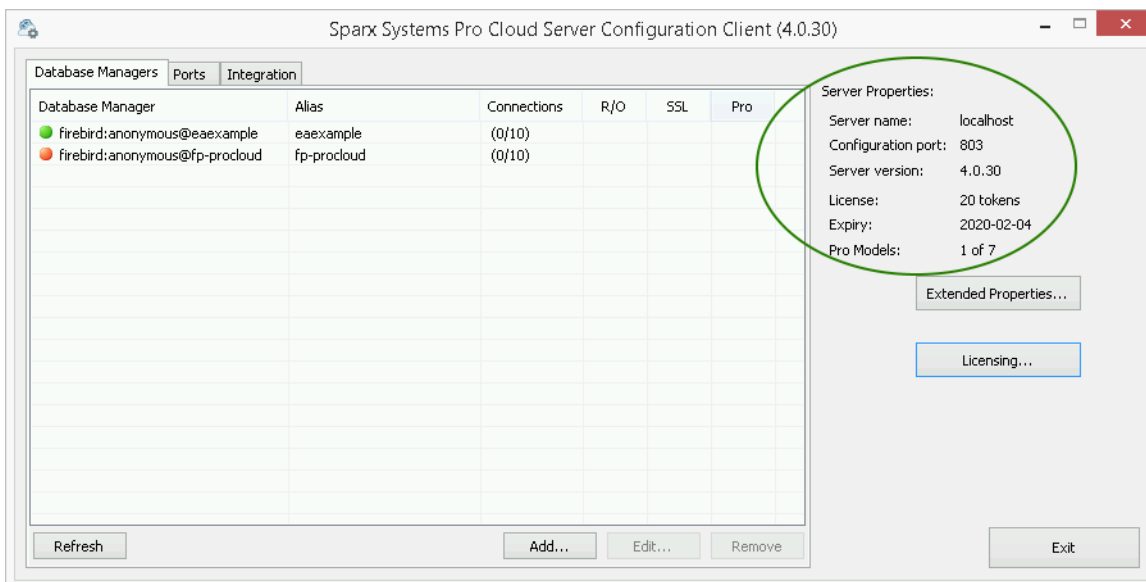 Sparx Systems Pro Cloud Server Configuration Client (4.0.30)
Database Managers Ports Integration
Database Manager Alias Connections R/O SSL Pro
firebird:anonymous@eaexample eaexample (0/10)
firebird:anonymous@fp-procloud fp-procloud (0/10)
Refresh Add... Edit... Remove
Server Properties:
Server name: localhost
Configuration port: 803
Server version: 4.0.30
License: 20 tokens
Expiry: 2020-02-04
Pro Models: 1 of 7
Extended Properties...
Licensing...
Exit